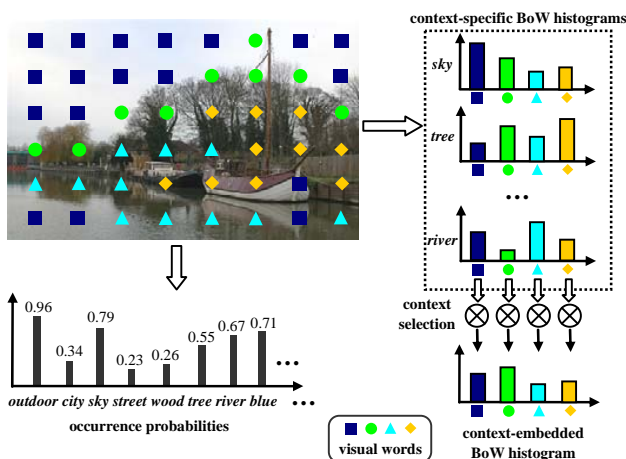 context-specific BoW histograms
sky
tree
...
river
context
selection
0.96 0.34 0.79 0.23 0.26 0.55 0.67 0.71 ...
outdoor city sky street wood tree river blue ...
occurrence probabilities
visual words
context-embedded
BoW histogram